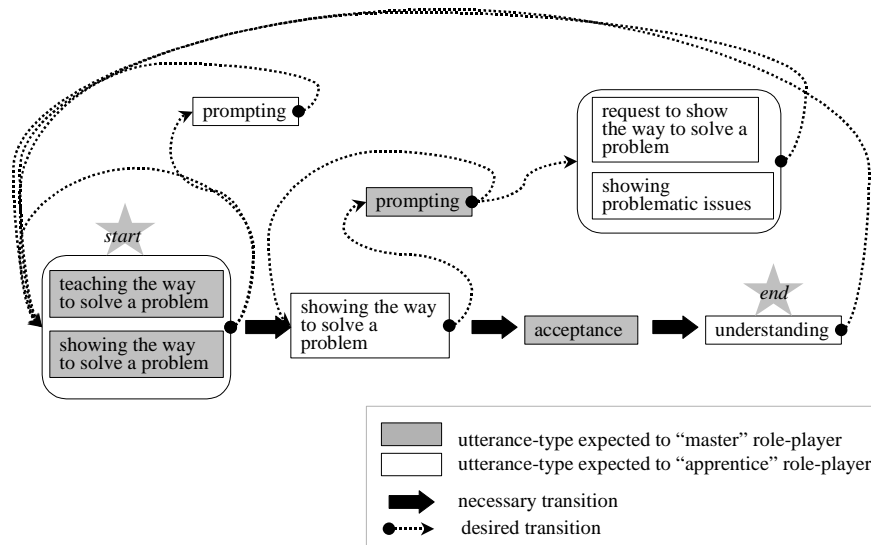 prompting
request to show
the way to solve a
problem
showing
problematic issues
prompting
start
teaching the way
to solve a problem
showing the way
to solve a problem
showing the way
to solve a
problem
acceptance
end
understanding
utterance-type expected to “master” role-player
utterance-type expected to “apprentice” role-player
necessary transition
desired transition